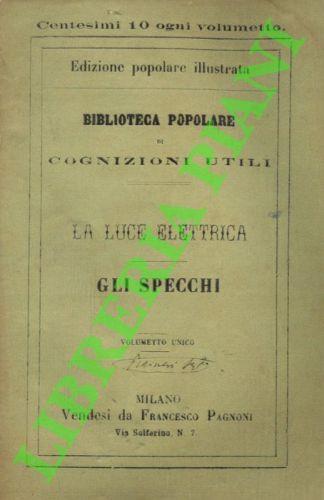 Centesimi 10 ogni volumetto.
Edizione popolare illustrata
BIBLIOTECA POPOLARE
DI
COGNIZIONI UTILI
LA LUCE ELETTRICA
GLI SPECCHI
VOLUMETTO UNICO
MILANO
Vendesi da FRANCESCO PAGNONI
Via Solferino, N. 7.
LIBRERIA PIANI